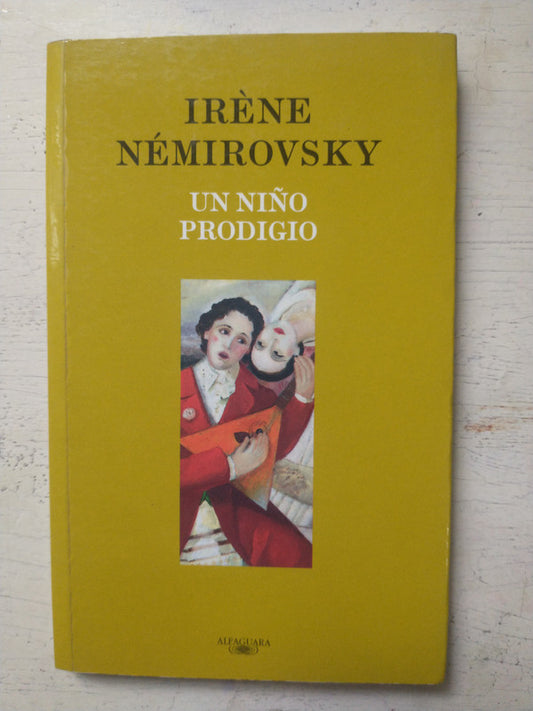 IRÈNE
NÉMIROVSKY
UN NIÑO
PRODIGIO
ALFAGUARA